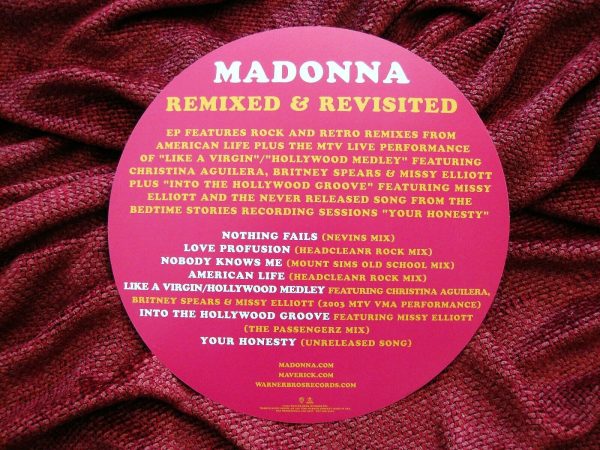 MADONNA
REMIXED & REVISITED
EP FEATURES ROCK AND RETRO REMIXES FROM
AMERICAN LIFE PLUS THE MTV LIVE PERFORMANCE
OF "LIKE A VIRGIN"/"HOLLYWOOD MEDLEY" FEATURING
CHRISTINA AGUILERA, BRITNEY SPEARS & MISSY ELLIOTT
PLUS "INTO THE HOLLYWOOD GROOVE" FEATURING MISSY
ELLIOTT AND THE NEVER RELEASED SONG FROM THE
BEDTIME STORIES RECORDING SESSIONS "YOUR HONESTY"
NOTHING FAILS (NEVINS MIX)
LOVE PROFUSION (HEADCLEANR ROCK MIX)
NOBODY KNOWS ME (MOUNT SIMS OLD SCHOOL MIX)
AMERICAN LIFE (HEADCLEANR ROCK MIX)
LIKE A VIRGIN/HOLLYWOOD MEDLEY FEATURING CHRISTINA AGUILERA,
BRITNEY SPEARS & MISSY ELLIOTT (2003 MTV VMA PERFORMANCE)
INTO THE HOLLYWOOD GROOVE FEATURING MISSY ELLIOTT
(THE PASSENGERZ MIX)
YOUR HONESTY (UNRELEASED SONG)
MADONNA.COM
MAVERICK.COM
WARNERBROSRECORDS.COM